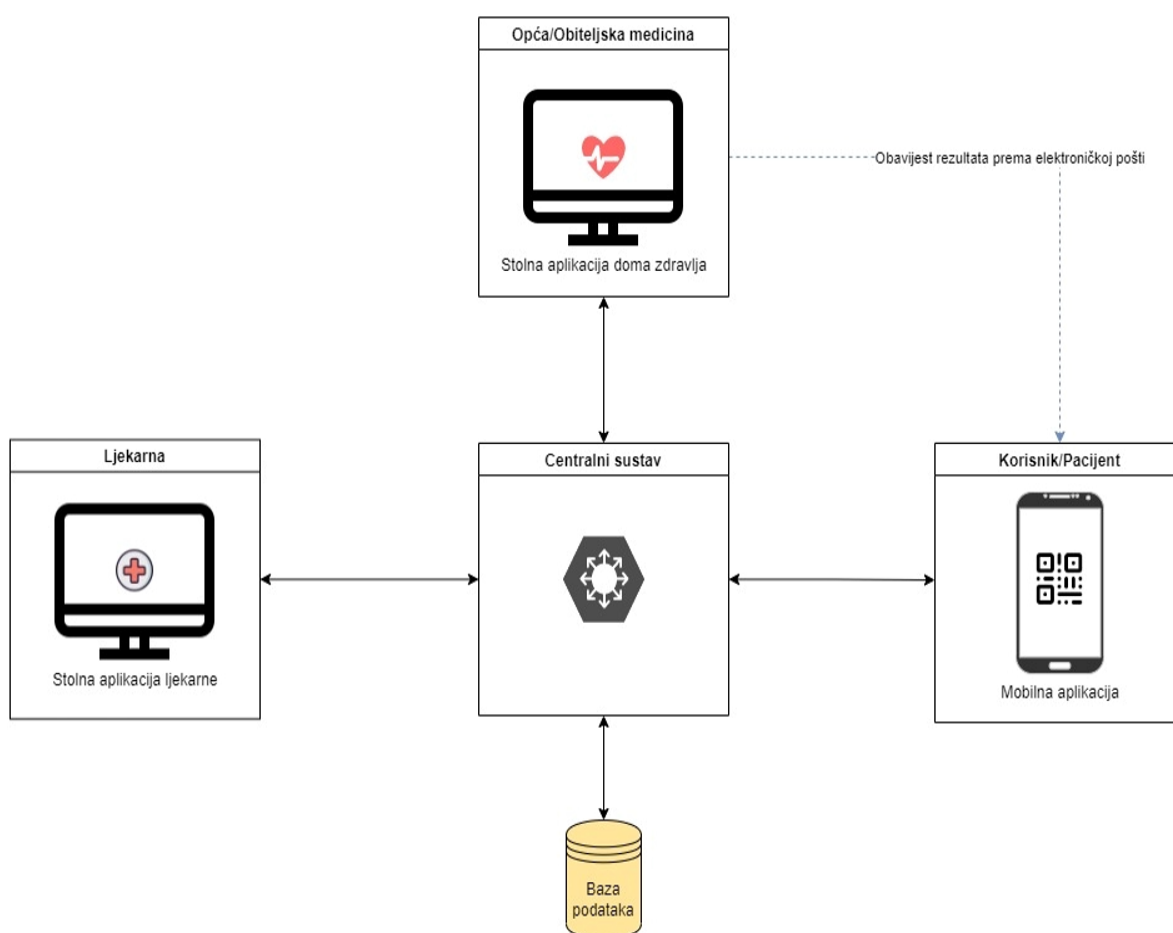 Opća/Obiteljska medicina
Stolna aplikacija doma zdravlja
Obavijest rezultata prema elektroničkoj pošti
Ljekarna
Stolna aplikacija ljekarne
Centralni sustav
Korisnik/Pacijent
Mobilna aplikacija
Baza
podataka